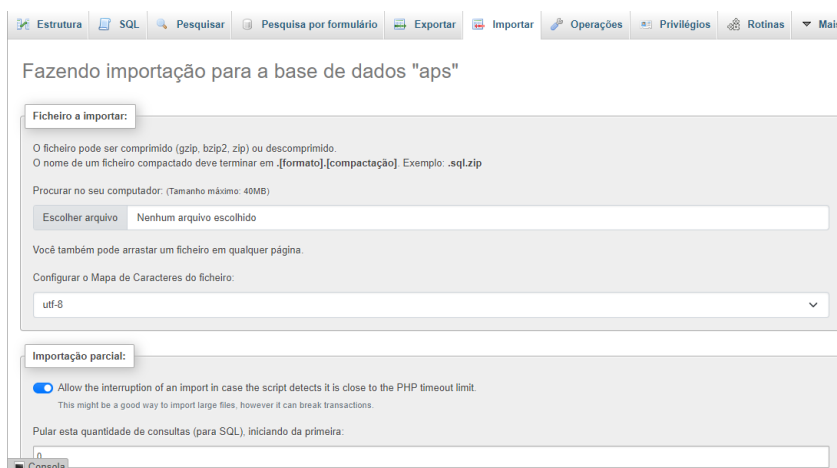 Estrutura SQL Pesquisar Pesquisa por formulário Exportar Importar Operações Privilégios Rotinas Mais
Fazendo importação para a base de dados "aps"
Ficheiro a importar:
O ficheiro pode ser comprimido (gzip, bzip2, zip) ou descomprimido.
O nome de um ficheiro compactado deve terminar em .[formato].[compactação]. Exemplo: .sql.zip
Procurar no seu computador: (Tamanho máximo: 40MB)
Escolher arquivo Nenhum arquivo escolhido
Você também pode arrastar um ficheiro em qualquer página.
Configurar o Mapa de Caracteres do ficheiro:
utf-8
Importação parcial:
Allow the interruption of an import in case the script detects it is close to the PHP timeout limit.
This might be a good way to import large files, however it can break transactions.
Pular esta quantidade de consultas (para SQL), iniciando da primeira:
0
Consola